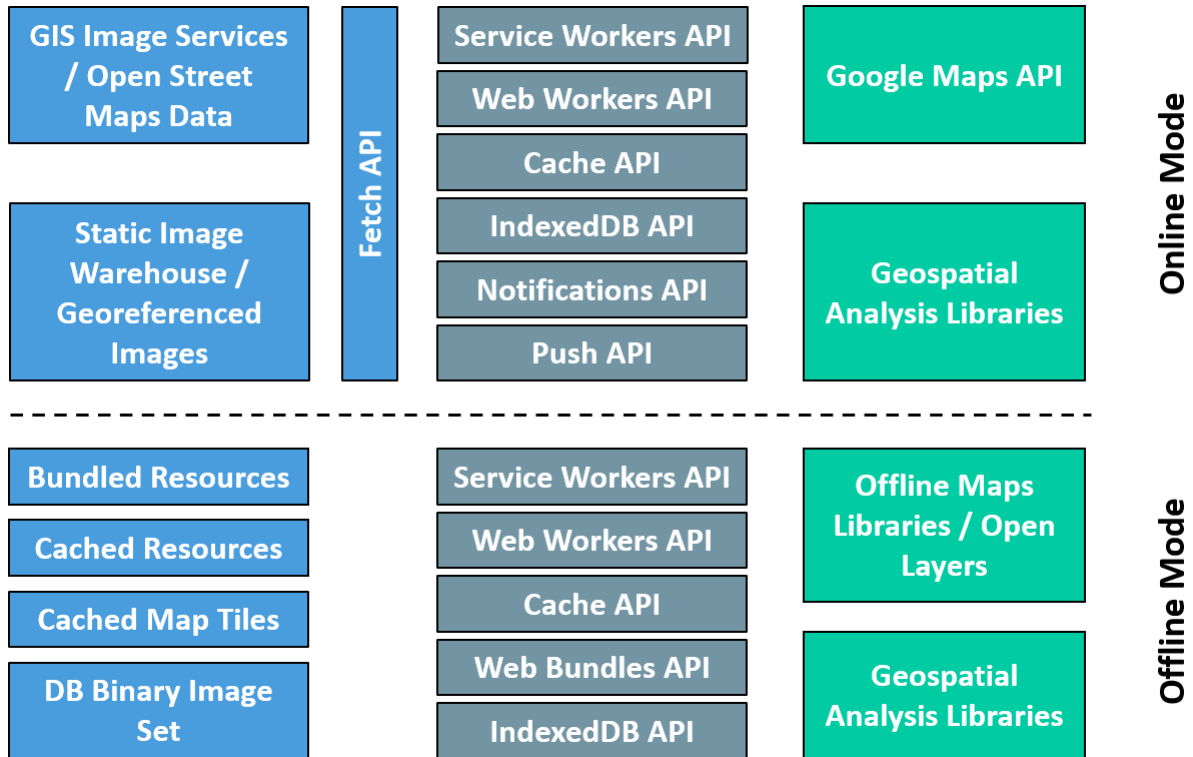 GIS Image Services
/ Open Street
Maps Data
Static Image
Warehouse /
Georeferenced
Images
Fetch API
Service Workers API
Web Workers API
Cache API
IndexedDB API
Notifications API
Push API
Google Maps API
Geospatial
Analysis Libraries
Online Mode
Bundled Resources
Cached Resources
Cached Map Tiles
DB Binary Image
Set
Service Workers API
Web Workers API
Cache API
Web Bundles API
IndexedDB API
Offline Maps
Libraries / Open
Layers
Geospatial
Analysis Libraries
Offline Mode